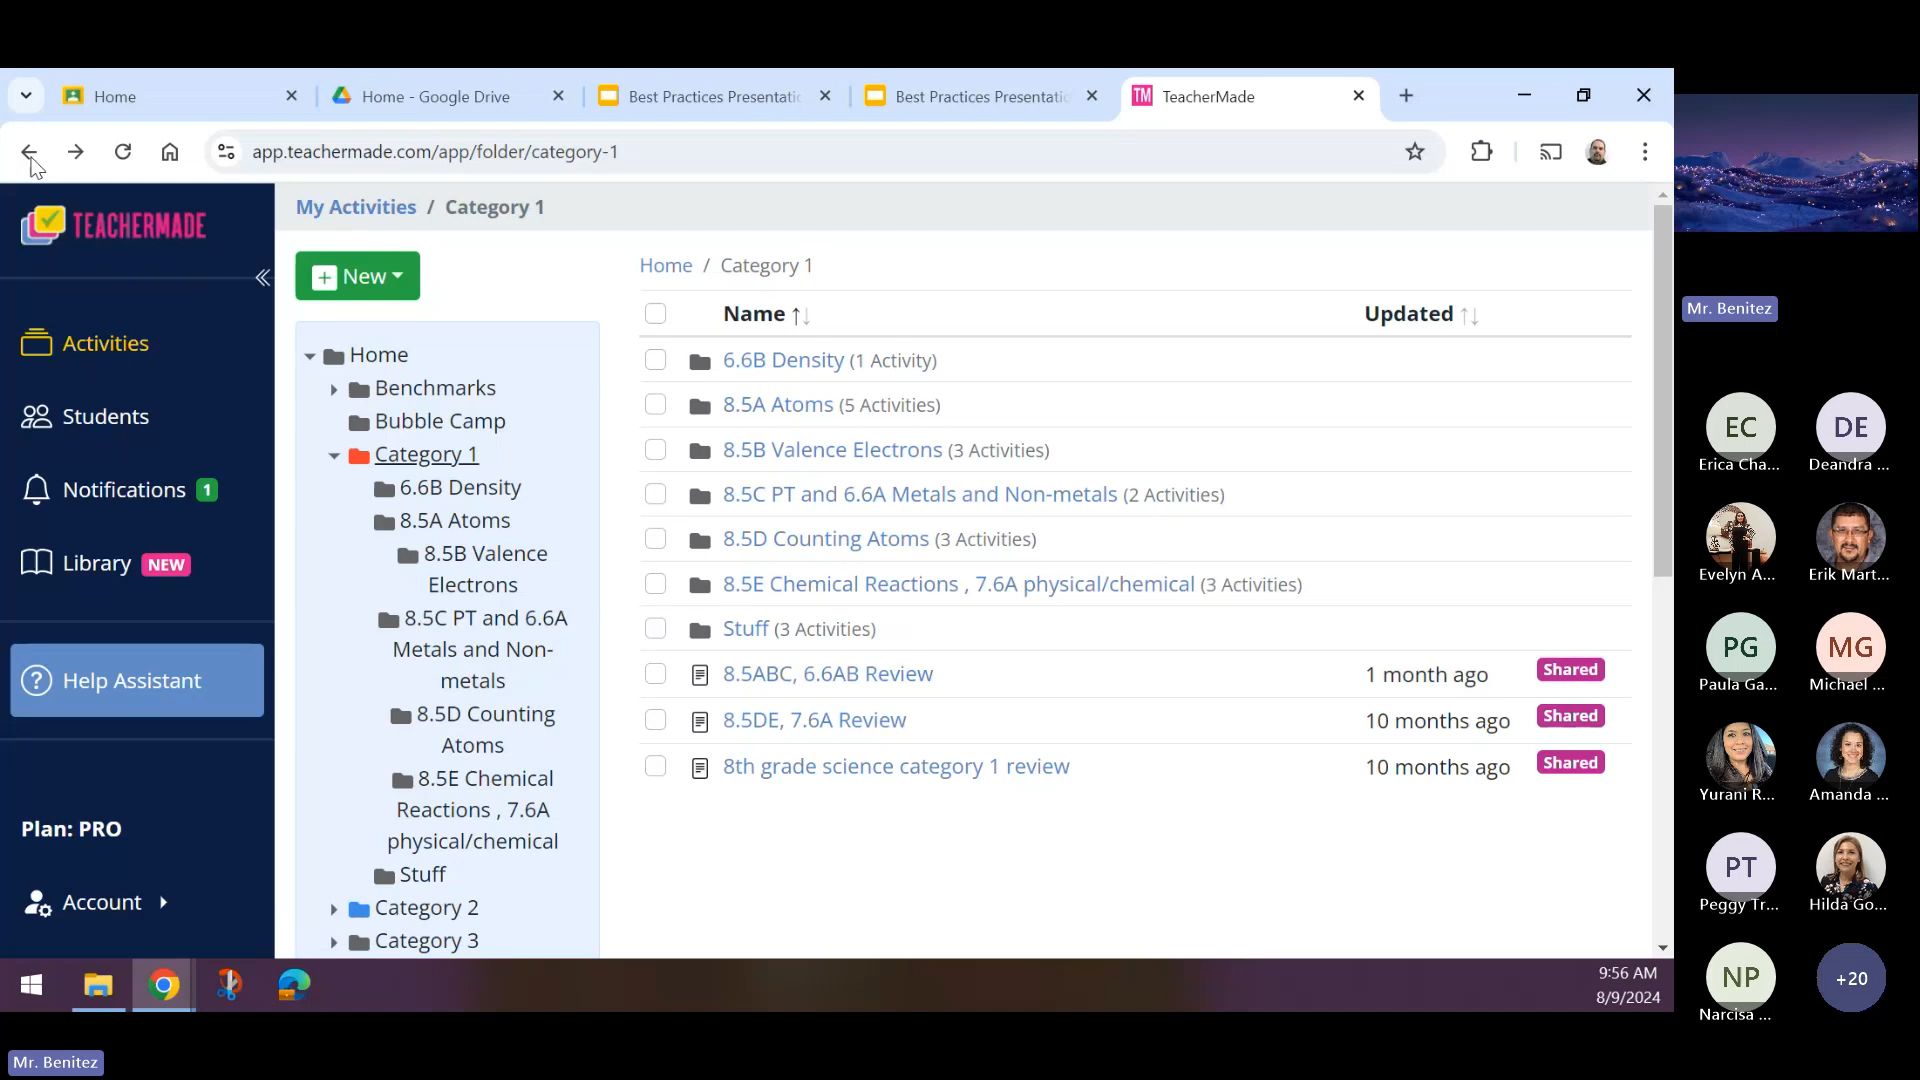 Home
Home - Google Drive
Best Practices Presentatio
Best Practices Presentatio
TM TeacherMade
app.teachermade.com/app/folder/category-1
TEACHERMADE
Activities
Students
Notifications 1
Library NEW
Help Assistant
Plan: PRO
Account
My Activities / Category 1
New
Home
Benchmarks
Bubble Camp
Category 1
6.6B Density
8.5A Atoms
8.5B Valence
Electrons
8.5C PT and 6.6A
Metals and Non-
metals
8.5D Counting
Atoms
8.5E Chemical
Reactions , 7.6A
physical/chemical
Stuff
Category 2
Category 3
Home / Category 1
Name Updated
6.6B Density (1 Activity)
8.5A Atoms (5 Activities)
8.5B Valence Electrons (3 Activities)
8.5C PT and 6.6A Metals and Non-metals (2 Activities)
8.5D Counting Atoms (3 Activities)
8.5E Chemical Reactions , 7.6A physical/chemical (3 Activities)
Stuff (3 Activities)
8.5ABC, 6.6AB Review 1 month ago Shared
8.5DE, 7.6A Review 10 months ago Shared
8th grade science category 1 review 10 months ago Shared
9:56 AM
8/9/2024
Mr. Benitez
Mr. Benitez
EC DE
Erica Cha... Deandra ...
Evelyn A... Erik Mart...
PG MG
Paula Ga... Michael ...
Yurani R... Amanda ...
PT
Peggy Tr... Hilda Go...
NP +20
Narcisa ...